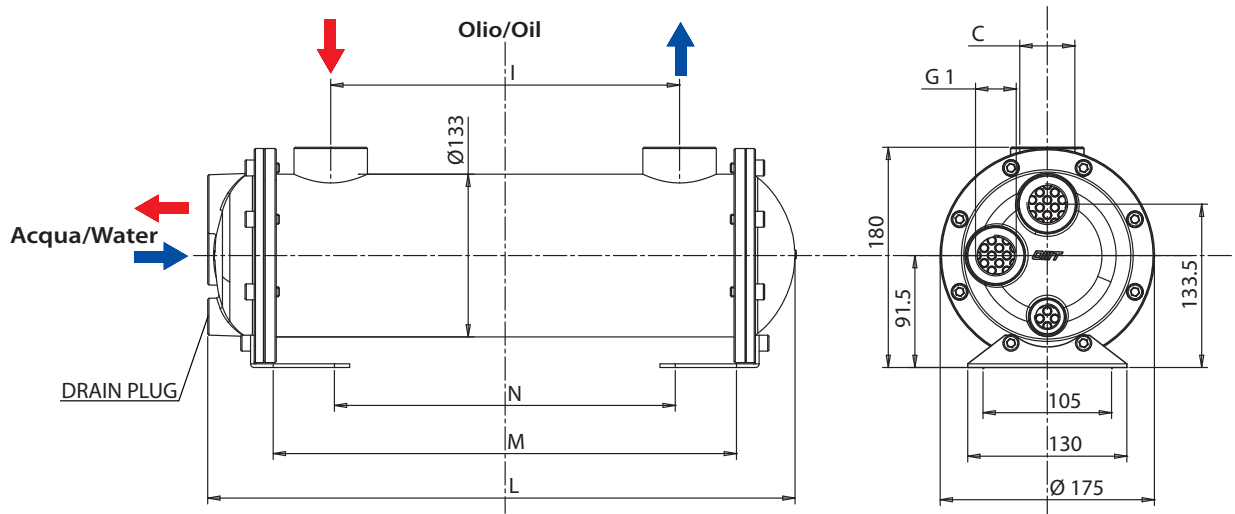 Olio/Oil
C
I
G 1
Ø133
Acqua/Water
180
91.5
133.5
DRAIN PLUG
N
105
M
130
L
Ø 175